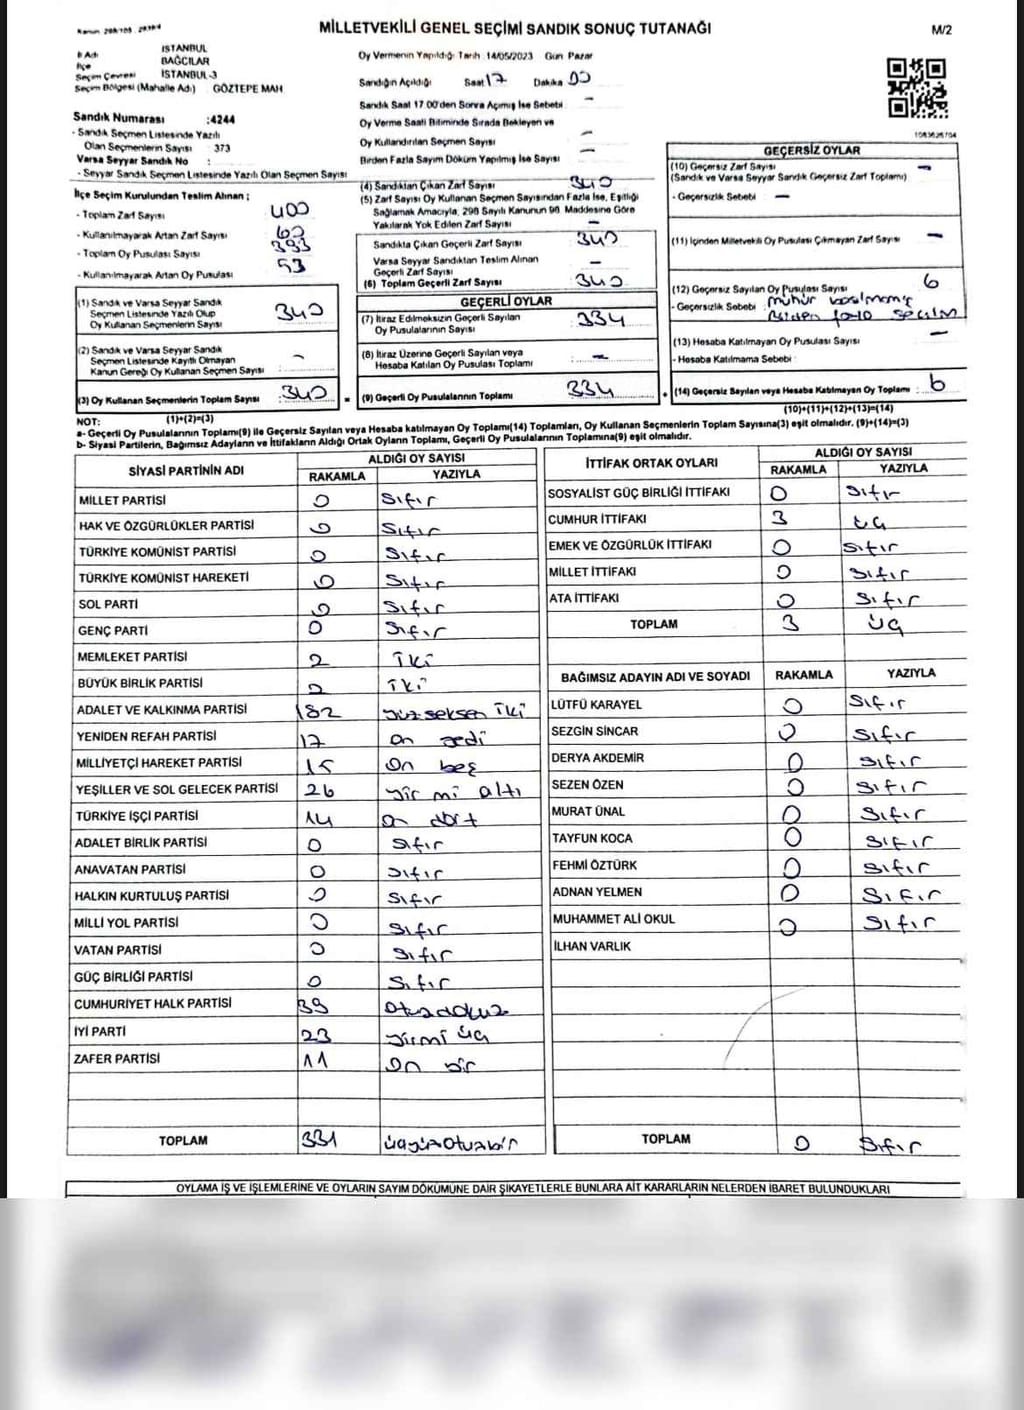 MİLLETVEKİLİ GENEL SEÇİMİ SANDIK SONUÇ TUTANAĞI
M/2
İl Adı İSTANBUL
İlçe BAĞCILAR
Seçim Çevresi İSTANBUL-3
Seçim Bölgesi (Mahalle Adı) GÖZTEPE MAH
Sandık Numarası :4244
- Sandık Seçmen Listesinde Yazılı
Olan Seçmenlerin Sayısı : 373
Varsa Seyyar Sandık No :
- Seyyar Sandık Seçmen Listesinde Yazılı Olan Seçmen Sayısı
Oy Vermenin Yapıldığı Tarih 14/05/2023 Gün Pazar
Sandığın Açıldığı Saat 17 Dakika 00
Sandık Saat 17 00'den Sonra Açımış İse Sebebi -
Oy Verme Saati Bitiminde Sırada Bekleyen ve
Oy Kullandırılan Seçmen Sayısı -
Birden Fazla Sayım Döküm Yapılmış İse Sayısı -
İlçe Seçim Kurulundan Teslim Alınan ;
- Toplam Zarf Sayısı 400
- Kullanılmayarak Artan Zarf Sayısı 60
- Toplam Oy Pusulası Sayısı 393
- Kullanılmayarak Artan Oy Pusulası 53
(1) Sandık ve Varsa Seyyar Sandık
Seçmen Listesinde Yazılı Olup
Oy Kullanan Seçmenlerin Sayısı 340
(2) Sandık ve Varsa Seyyar Sandık
Seçmen Listesinde Kayıtlı Olmayan
Kanun Gereği Oy Kullanan Seçmen Sayısı -
(3) Oy Kullanan Seçmenlerin Toplam Sayısı : 340
(1)+(2)=(3)
(4) Sandıktan Çıkan Zarf Sayısı 340
(5) Zarf Sayısı Oy Kullanan Seçmen Sayısından Fazla İse, Eşitliği
Sağlamak Amacıyla, 298 Sayılı Kanunun 98 Maddesine Göre
Yakılarak Yok Edilen Zarf Sayısı -
Sandıkta Çıkan Geçerli Zarf Sayısı 340
Varsa Seyyar Sandıktan Teslim Alınan
Geçerli Zarf Sayısı -
(6) Toplam Geçerli Zarf Sayısı 340
GEÇERLİ OYLAR
(7) İtiraz Edilmeksizin Geçerli Sayılan
Oy Pusulalarının Sayısı : 334
(8) İtiraz Üzerine Geçerli Sayılan veya
Hesaba Katılan Oy Pusulası Toplamı -
= (9) Geçerli Oy Pusulalarının Toplamı 334
1083625704
GEÇERSİZ OYLAR
(10) Geçersiz Zarf Sayısı -
(Sandık ve Varsa Seyyar Sandık Geçersiz Zarf Toplamı)
- Geçersizlik Sebebi -
(11) İçinden Milletvekili Oy Pusulası Çıkmayan Zarf Sayısı -
(12) Geçersiz Sayılan Oy Pusulası Sayısı 6
- Geçersizlik Sebebi mühür basılmamış
Birden fazla seçim
(13) Hesaba Katılmayan Oy Pusulası Sayısı -
- Hesaba Katılmama Sebebi
+ (14) Geçersiz Sayılan veya Hesaba Katılmayan Oy Toplamı : 6
(10)+(11)+(12)+(13)=(14)
NOT:
a- Geçerli Oy Pusulalarının Toplamı(9) ile Geçersiz Sayılan veya Hesaba katılmayan Oy Toplamı(14) Toplamları, Oy Kullanan Seçmen Toplam Sayısına(3) eşit olmalıdır. (9)+(14)=(3)
b- Siyasi Partilerin, Bağımsız Adayların ve İttifakların Aldığı Ortak Oyların Toplamı, Geçerli Oy Pusulalarının Toplamına(9) eşit olmalıdır.
SİYASİ PARTİNİN ADI ALDIĞI OY SAYISI
RAKAMLA YAZIYLA
MİLLET PARTİSİ 0 Sıfır
HAK VE ÖZGÜRLÜKLER PARTİSİ 0 Sıfır
TÜRKİYE KOMÜNİST PARTİSİ 0 Sıfır
TÜRKİYE KOMÜNİST HAREKETİ 0 Sıfır
SOL PARTİ 0 Sıfır
GENÇ PARTİ 0 Sıfır
MEMLEKET PARTİSİ 2 İki
BÜYÜK BİRLİK PARTİSİ 2 İki
ADALET VE KALKINMA PARTİSİ 182 yüz seksen İki
YENİDEN REFAH PARTİSİ 17 on yedi
MİLLİYETÇİ HAREKET PARTİSİ 15 On beş
YEŞİLLER VE SOL GELECEK PARTİSİ 26 yir mi altı
TÜRKİYE İŞÇİ PARTİSİ 14 on dört
ADALET BİRLİK PARTİSİ 0 Sıfır
ANAVATAN PARTİSİ 0 Sıfır
HALKIN KURTULUŞ PARTİSİ 0 Sıfır
MİLLİ YOL PARTİSİ 0 Sıfır
VATAN PARTİSİ 0 Sıfır
GÜÇ BİRLİĞİ PARTİSİ 0 Sıfır
CUMHURİYET HALK PARTİSİ 39 Otuzdokuz
İYİ PARTİ 23 yirmi üç
ZAFER PARTİSİ 11 On bir
TOPLAM 331 üçyüzotuzbir
İTTİFAK ORTAK OYLARI ALDIĞI OY SAYISI
RAKAMLA YAZIYLA
SOSYALİST GÜÇ BİRLİĞİ İTTİFAKI 0 Sıfır
CUMHUR İTTİFAKI 3 üç
EMEK VE ÖZGÜRLÜK İTTİFAKI 0 Sıfır
MİLLET İTTİFAKI 0 Sıfır
ATA İTTİFAKI 0 Sıfır
TOPLAM 3 üç
BAĞIMSIZ ADAYIN ADI VE SOYADI RAKAMLA YAZIYLA
LÜTFÜ KARAYEL 0 Sıfır
SEZGİN SİNCAR 0 Sıfır
DERYA AKDEMİR 0 Sıfır
SEZEN ÖZEN 0 Sıfır
MURAT ÜNAL 0 Sıfır
TAYFUN KOCA 0 Sıfır
FEHMİ ÖZTÜRK 0 Sıfır
ADNAN YELMEN 0 Sıfır
MUHAMMET ALİ OKUL 0 Sıfır
İLHAN VARLIK
TOPLAM 0 Sıfır
OYLAMA İŞ VE İŞLEMLERİNE VE OYLARIN SAYIM DÖKÜMÜNE DAİR ŞİKAYETLERLE BUNLARA AİT KARARLARIN NELERDEN İBARET BULUNDUKLARI